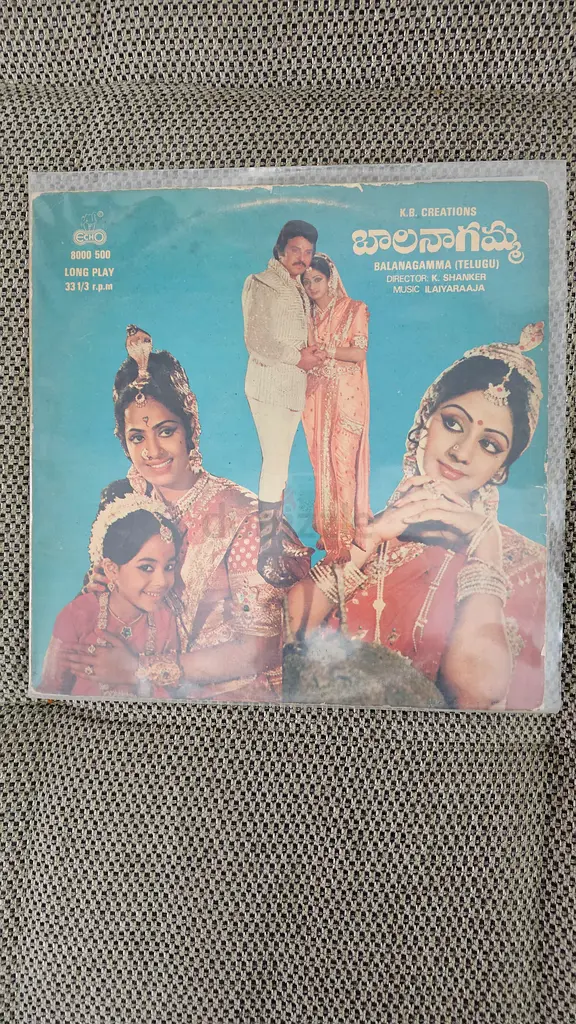 ECHO
8000 500
LONG PLAY
33 1/3 r.p.m
K.B. CREATIONS
బాలనాగమ్మ
BALANAGAMMA (TELUGU)
DIRECTOR: K. SHANKER
MUSIC ILAIYARAAJA